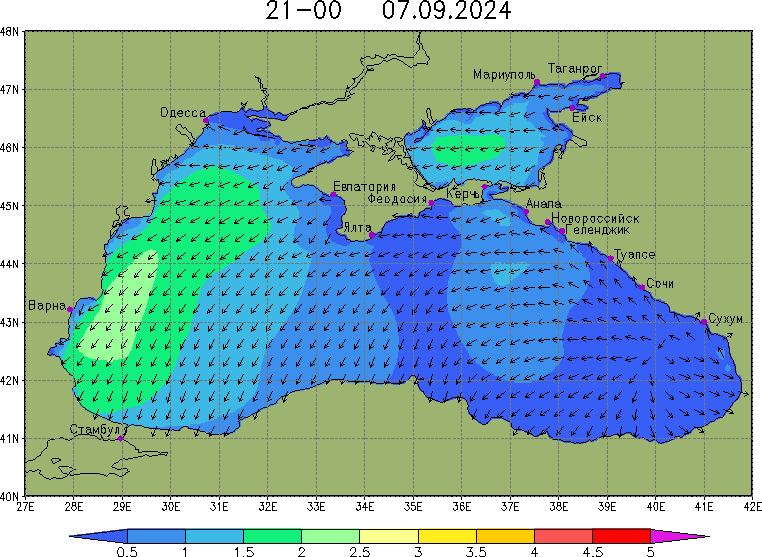 21-00 07.09.2024
48N
47N
46N
45N
44N
43N
42N
41N
40N
Таганрог
Мариуполь
Ейск
Одесса
Евпатория
Феодосия
Керчь
Анапа
Новороссийск
Геленджик
Ялта
Туапсе
Сочи
Варна
Сухум
Стамбул
27E 28E 29E 30E 31E 32E 33E 34E 35E 36E 37E 38E 39E 40E 41E 42E
0.5 1 1.5 2 2.5 3 3.5 4 4.5 5